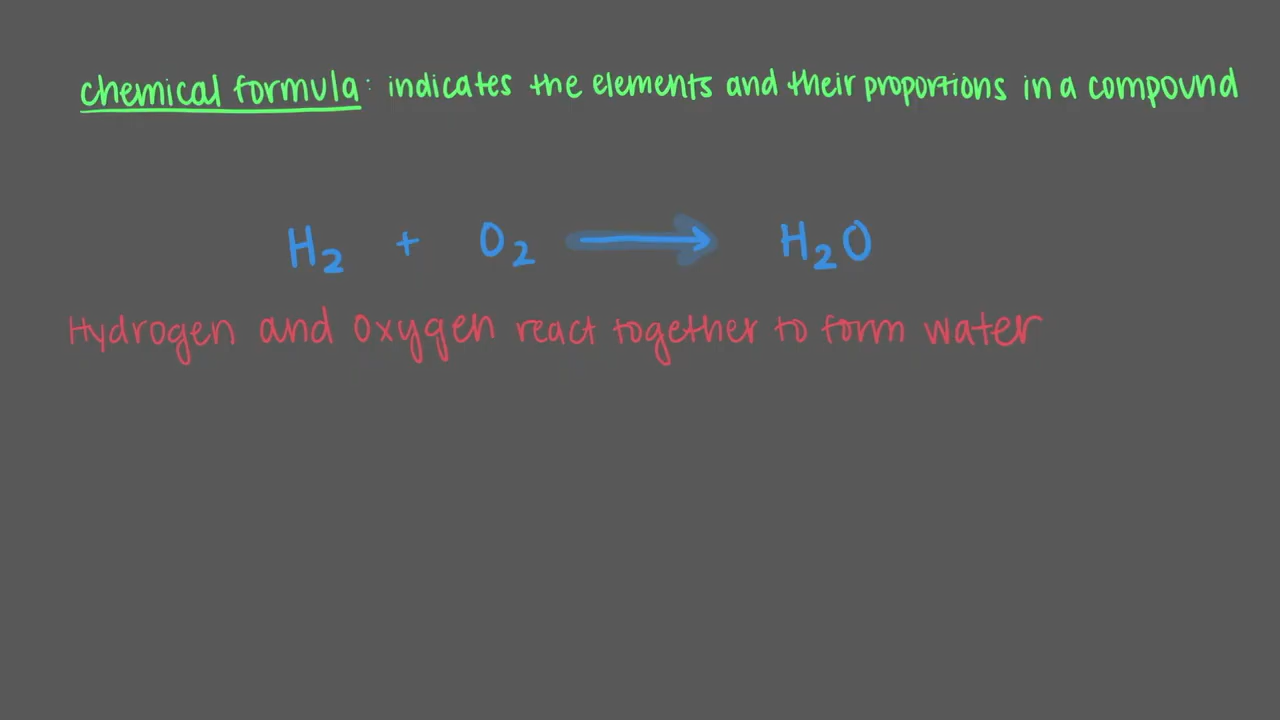 chemical formula: indicates the elements and their proportions in a compound
H₂ + O₂ → H₂O
Hydrogen and oxygen react together to form water